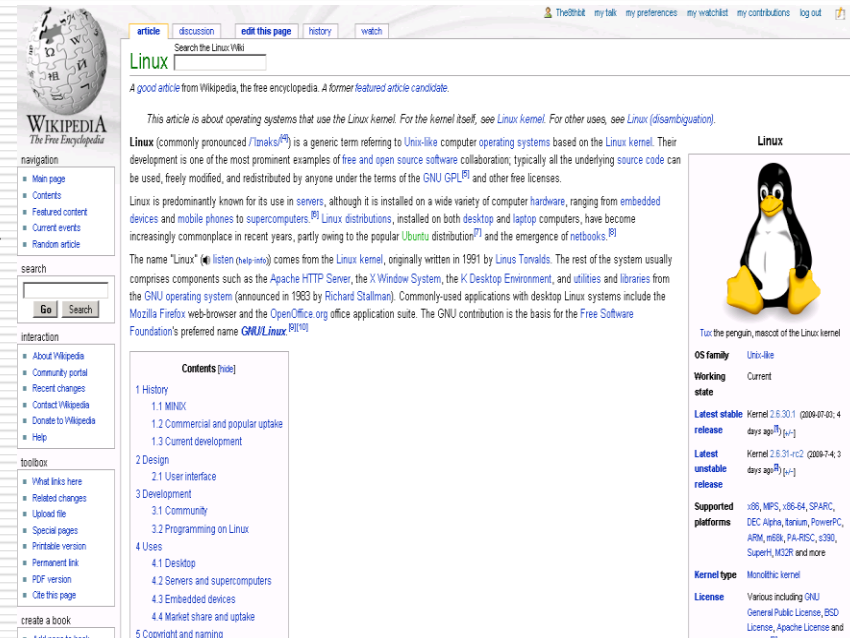 The8thbit my talk my preferences my watchlist my contributions log out
article discussion edit this page history watch
WIKIPEDIA
The Free Encyclopedia
navigation
Main page
Contents
Featured content
Current events
Random article
search
Go Search
interaction
About Wikipedia
Community portal
Recent changes
Contact Wikipedia
Donate to Wikipedia
Help
toolbox
What links here
Related changes
Upload file
Special pages
Printable version
Permanent link
PDF version
Cite this page
create a book
Linux
Search the Linux Wiki
A good article from Wikipedia, the free encyclopedia. A former featured article candidate.
This article is about operating systems that use the Linux kernel. For the kernel itself, see Linux kernel. For other uses, see Linux (disambiguation).
Linux (commonly pronounced /ˈlɪnəks/[4]) is a generic term referring to Unix-like computer operating systems based on the Linux kernel. Their
development is one of the most prominent examples of free and open source software collaboration; typically all the underlying source code can
be used, freely modified, and redistributed by anyone under the terms of the GNU GPL[5] and other free licenses.
Linux is predominantly known for its use in servers, although it is installed on a wide variety of computer hardware, ranging from embedded
devices and mobile phones to supercomputers.[6] Linux distributions, installed on both desktop and laptop computers, have become
increasingly commonplace in recent years, partly owing to the popular Ubuntu distribution[7] and the emergence of netbooks.[8]
The name "Linux" (listen (help·info)) comes from the Linux kernel, originally written in 1991 by Linus Torvalds. The rest of the system usually
comprises components such as the Apache HTTP Server, the X Window System, the K Desktop Environment, and utilities and libraries from
the GNU operating system (announced in 1983 by Richard Stallman). Commonly-used applications with desktop Linux systems include the
Mozilla Firefox web-browser and the OpenOffice.org office application suite. The GNU contribution is the basis for the Free Software
Foundation's preferred name GNU/Linux.[9][10]
Contents [hide]
1 History
1.1 MINIX
1.2 Commercial and popular uptake
1.3 Current development
2 Design
2.1 User interface
3 Development
3.1 Community
3.2 Programming on Linux
4 Uses
4.1 Desktop
4.2 Servers and supercomputers
4.3 Embedded devices
4.4 Market share and uptake
5 Copyright and naming
Linux
Tux the penguin, mascot of the Linux kernel
OS family Unix-like
Working Current
state
Latest stable Kernel 2.6.30.1 (2009-07-03; 4
release days ago) [+/-]
Latest Kernel 2.6.31-rc2 (2009-7-4; 3
unstable days ago) [+/-]
release
Supported x86, MIPS, x86-64, SPARC,
platforms DEC Alpha, Itanium, PowerPC,
ARM, m68k, PA-RISC, s390,
SuperH, M32R and more
Kernel type Monolithic kernel
License Various including GNU
General Public License, BSD
License, Apache License and